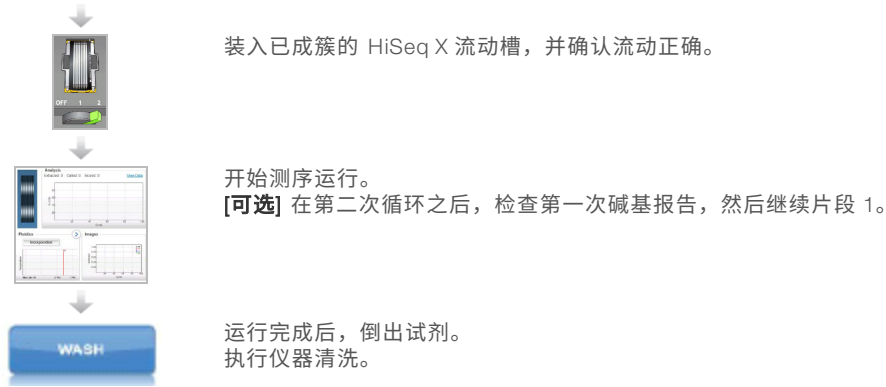 装入已成簇的 HiSeq X 流动槽，并确认流动正确。
OFF 1 2
开始测序运行。
[可选] 在第二次循环之后，检查第一次碱基报告，然后继续片段 1。
Analysis
Fluidics
Images
运行完成后，倒出试剂。
执行仪器清洗。
WASH